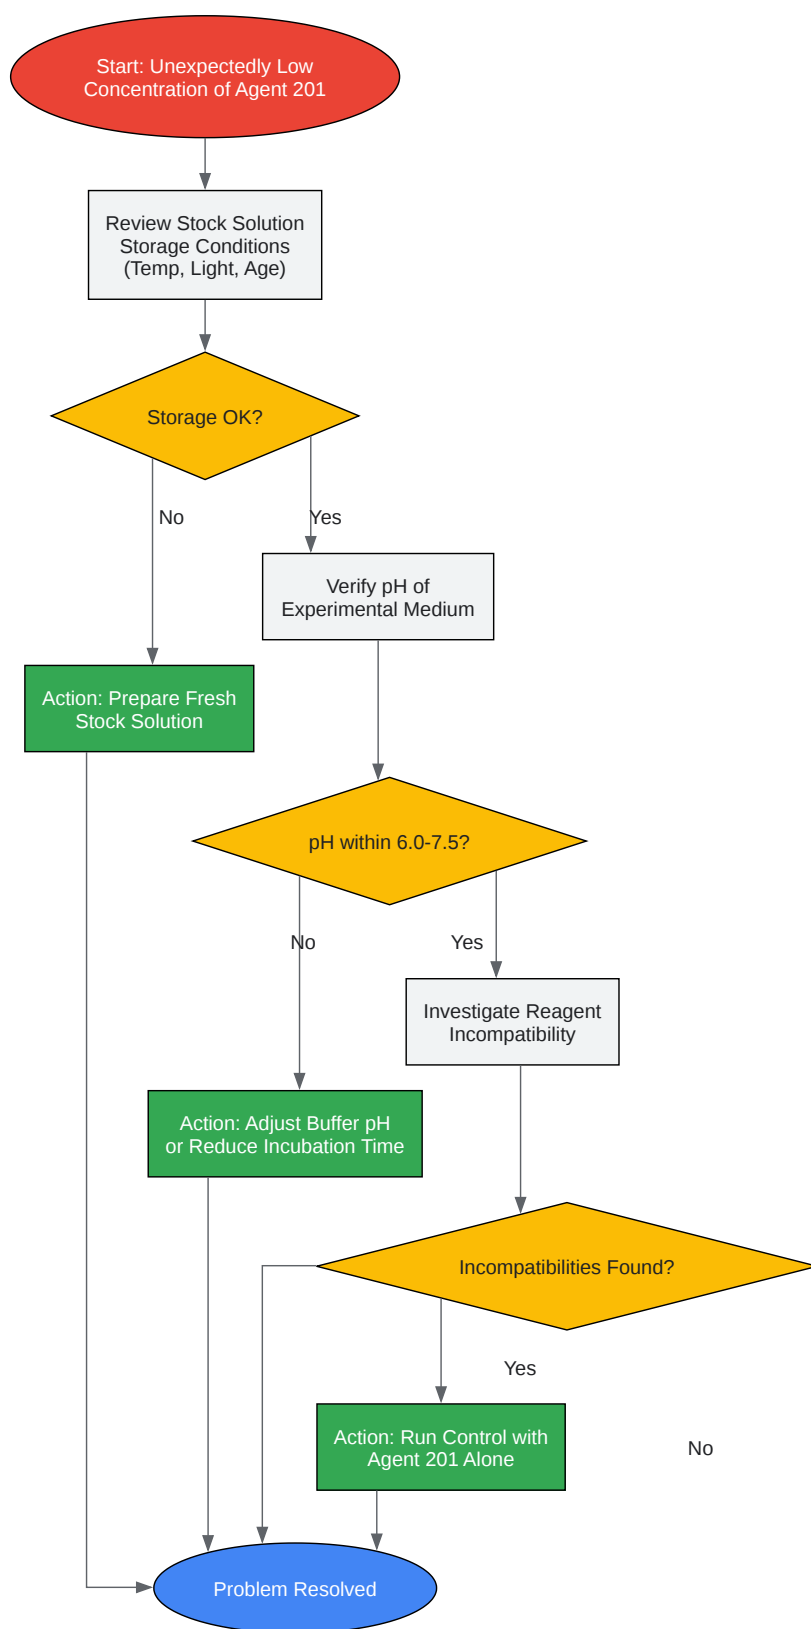 Start: Unexpectedly Low
Concentration of Agent 201
Review Stock Solution
Storage Conditions
(Temp, Light, Age)
Storage OK?
No
Yes
Verify pH of
Experimental Medium
Action: Prepare Fresh
Stock Solution
pH within 6.0-7.5?
No
Yes
Investigate Reagent
Incompatibility
Action: Adjust Buffer pH
or Reduce Incubation Time
Incompatibilities Found?
Yes
Action: Run Control with
Agent 201 Alone
No
Problem Resolved